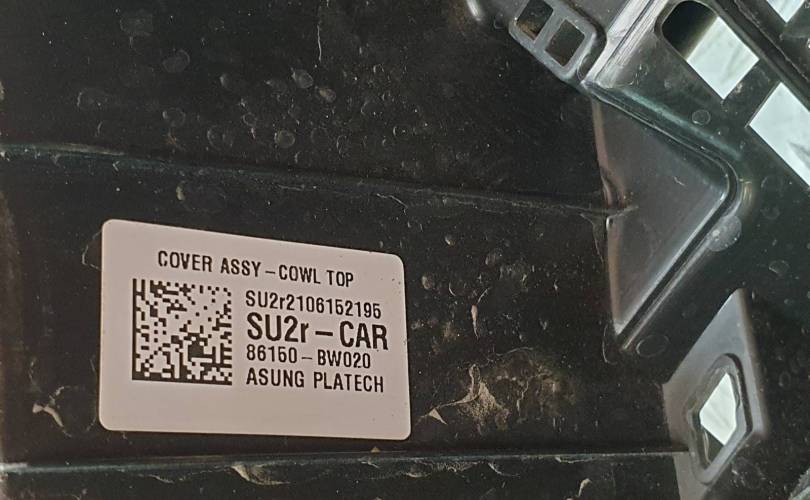 COVER ASSY-COWL TOP
SU2r2106152195
SU2r-CAR
86150-BW020
ASUNG PLATECH